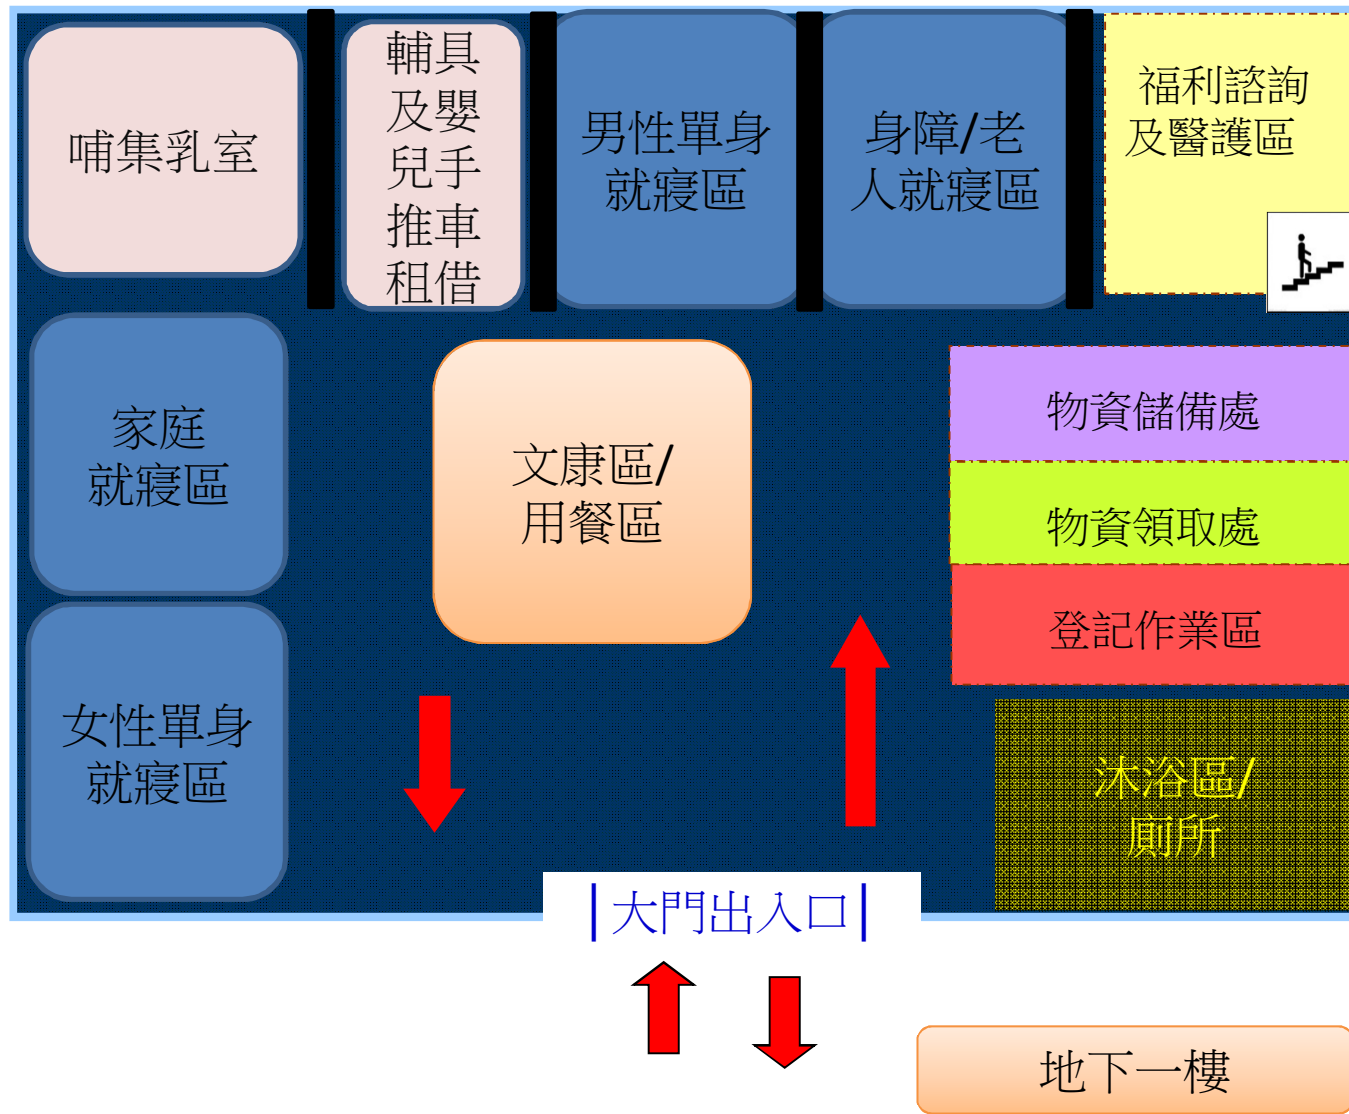 哺集乳室
輔具
及嬰
兒手
推車
租借
男性單身
就寢區
身障/老
人就寢區
福利諮詢
及醫護區
家庭
就寢區
文康區/
用餐區
物資儲備處
物資領取處
登記作業區
女性單身
就寢區
沐浴區/
廁所
|大門出入口|
地下一樓